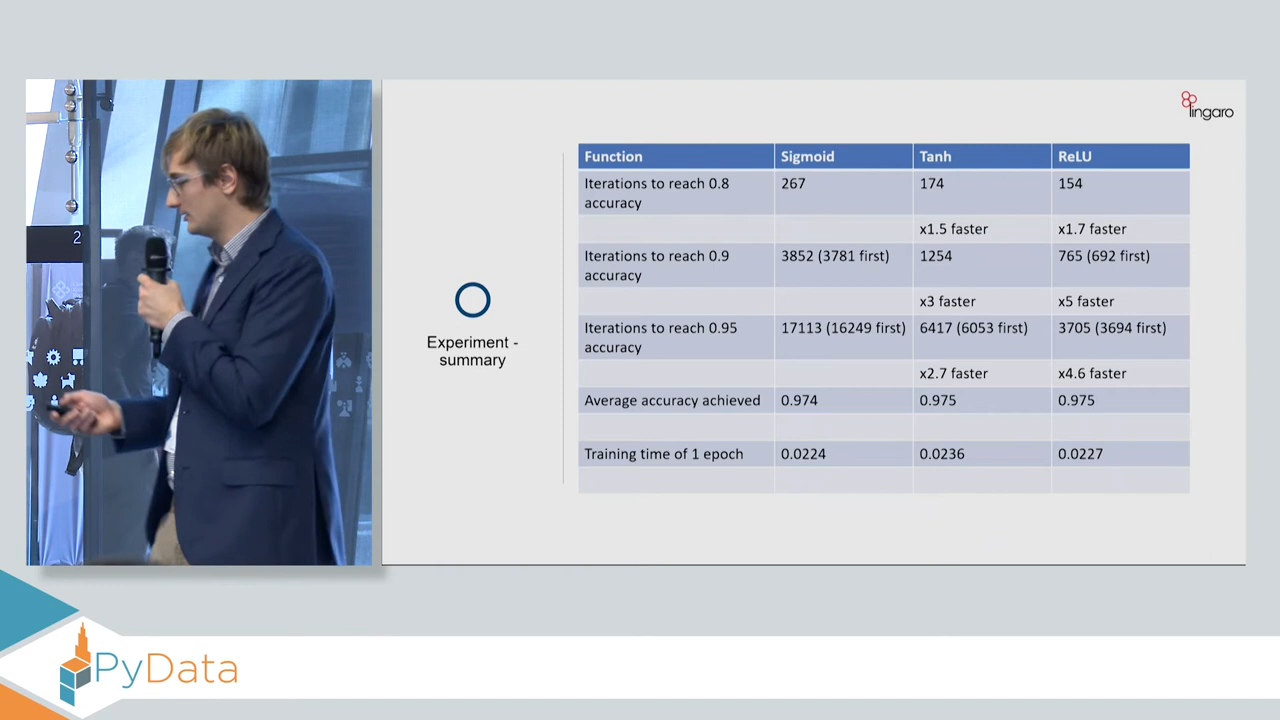 lingaro
Function Sigmoid Tanh ReLU
Iterations to reach 0.8 267 174 154
accuracy
x1.5 faster x1.7 faster
Iterations to reach 0.9 3852 (3781 first) 1254 765 (692 first)
accuracy
x3 faster x5 faster
Iterations to reach 0.95 17113 (16249 first) 6417 (6053 first) 3705 (3694 first)
accuracy
x2.7 faster x4.6 faster
Average accuracy achieved 0.974 0.975 0.975
Training time of 1 epoch 0.0224 0.0236 0.0227
Experiment -
summary
2
PyData